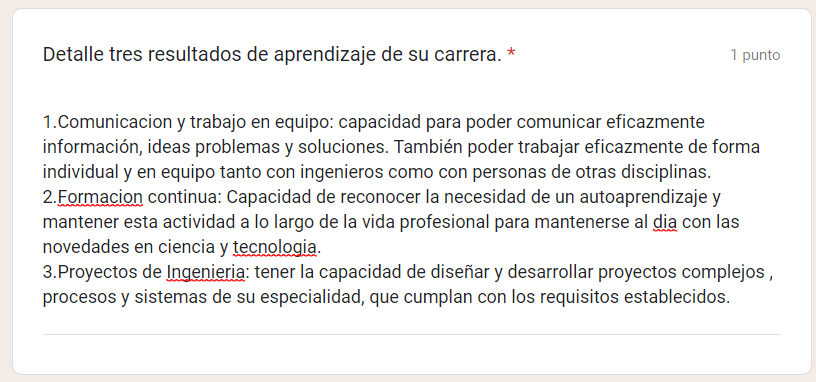 Detalle tres resultados de aprendizaje de su carrera. *
1 punto
1.Comunicacion y trabajo en equipo: capacidad para poder comunicar eficazmente
información, ideas problemas y soluciones. También poder trabajar eficazmente de forma
individual y en equipo tanto con ingenieros como con personas de otras disciplinas.
2.Formacion continua: Capacidad de reconocer la necesidad de un autoaprendizaje y
mantener esta actividad a lo largo de la vida profesional para mantenerse al dia con las
novedades en ciencia y tecnologia.
3.Proyectos de Ingenieria: tener la capacidad de diseñar y desarrollar proyectos complejos ,
procesos y sistemas de su especialidad, que cumplan con los requisitos establecidos.